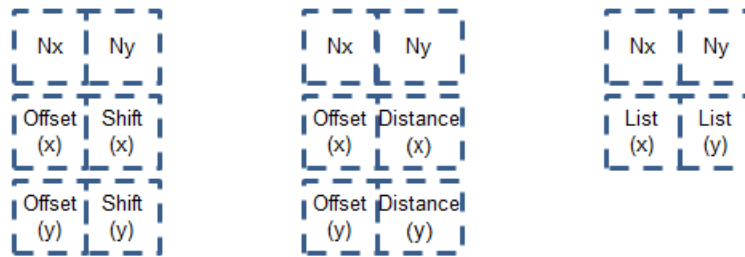 Nx Ny Nx Ny Nx Ny
Offset Shift Offset Distance List List
(x) (x) (x) (x) (x) (y)
Offset Shift Offset Distance
(y) (y) (y) (y)